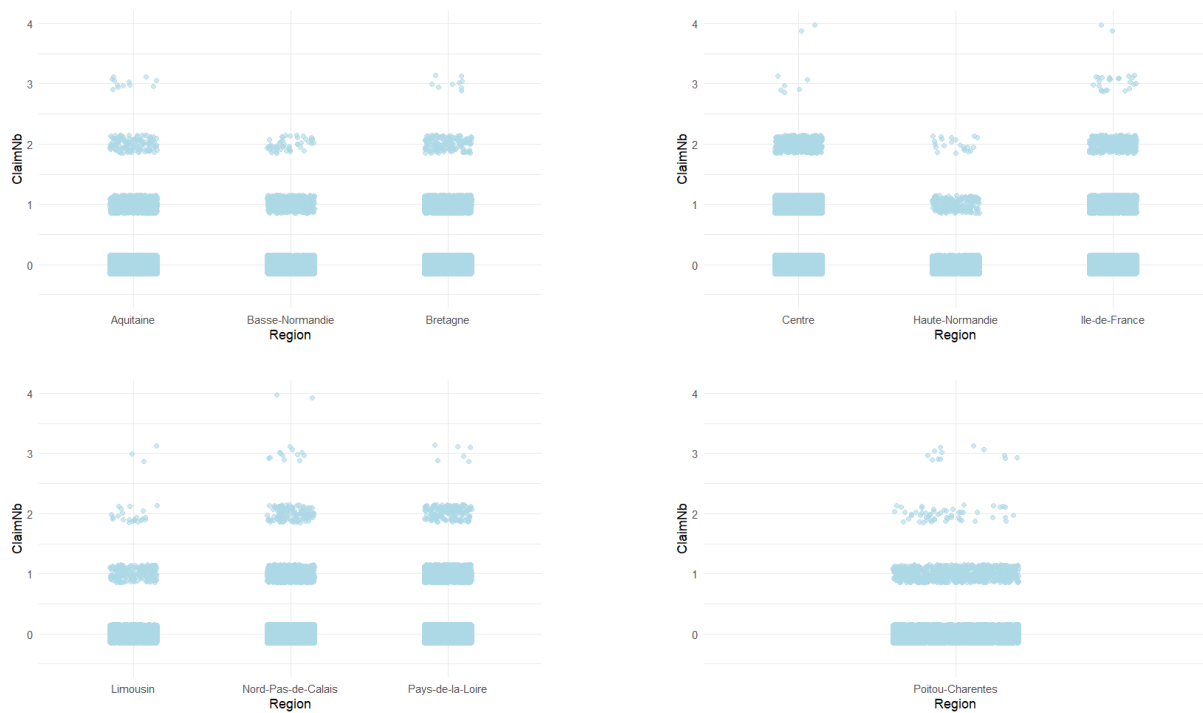 ClaimNb
4
3
2
1
0
Aquitaine Basse-Normandie Bretagne
Region
ClaimNb
4
3
2
1
0
Centre Haute-Normandie Ile-de-France
Region
ClaimNb
4
3
2
1
0
Limousin Nord-Pas-de-Calais Pays-de-la-Loire
Region
ClaimNb
4
3
2
1
0
Poitou-Charentes
Region